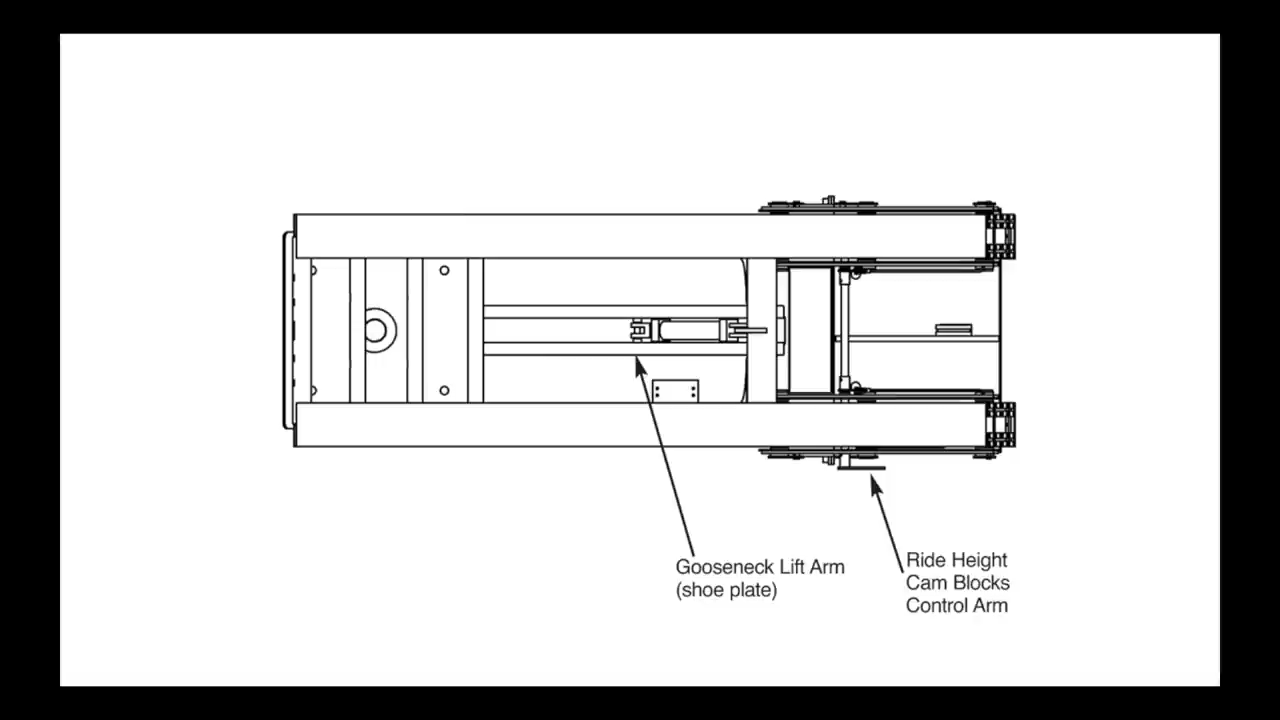 Gooseneck Lift Arm
(shoe plate)
Ride Height
Cam Blocks
Control Arm